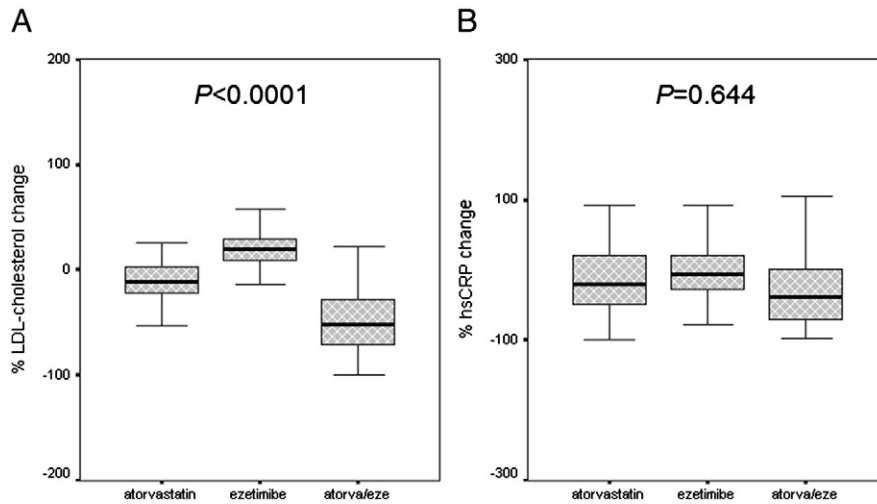 A
200
P<0.0001
100
0
-100
-200
% LDL-cholesterol change
atorvastatin ezetimibe atorva/eze
B
300
P=0.644
100
-100
-300
% hsCRP change
atorvastatin ezetimibe atorva/eze